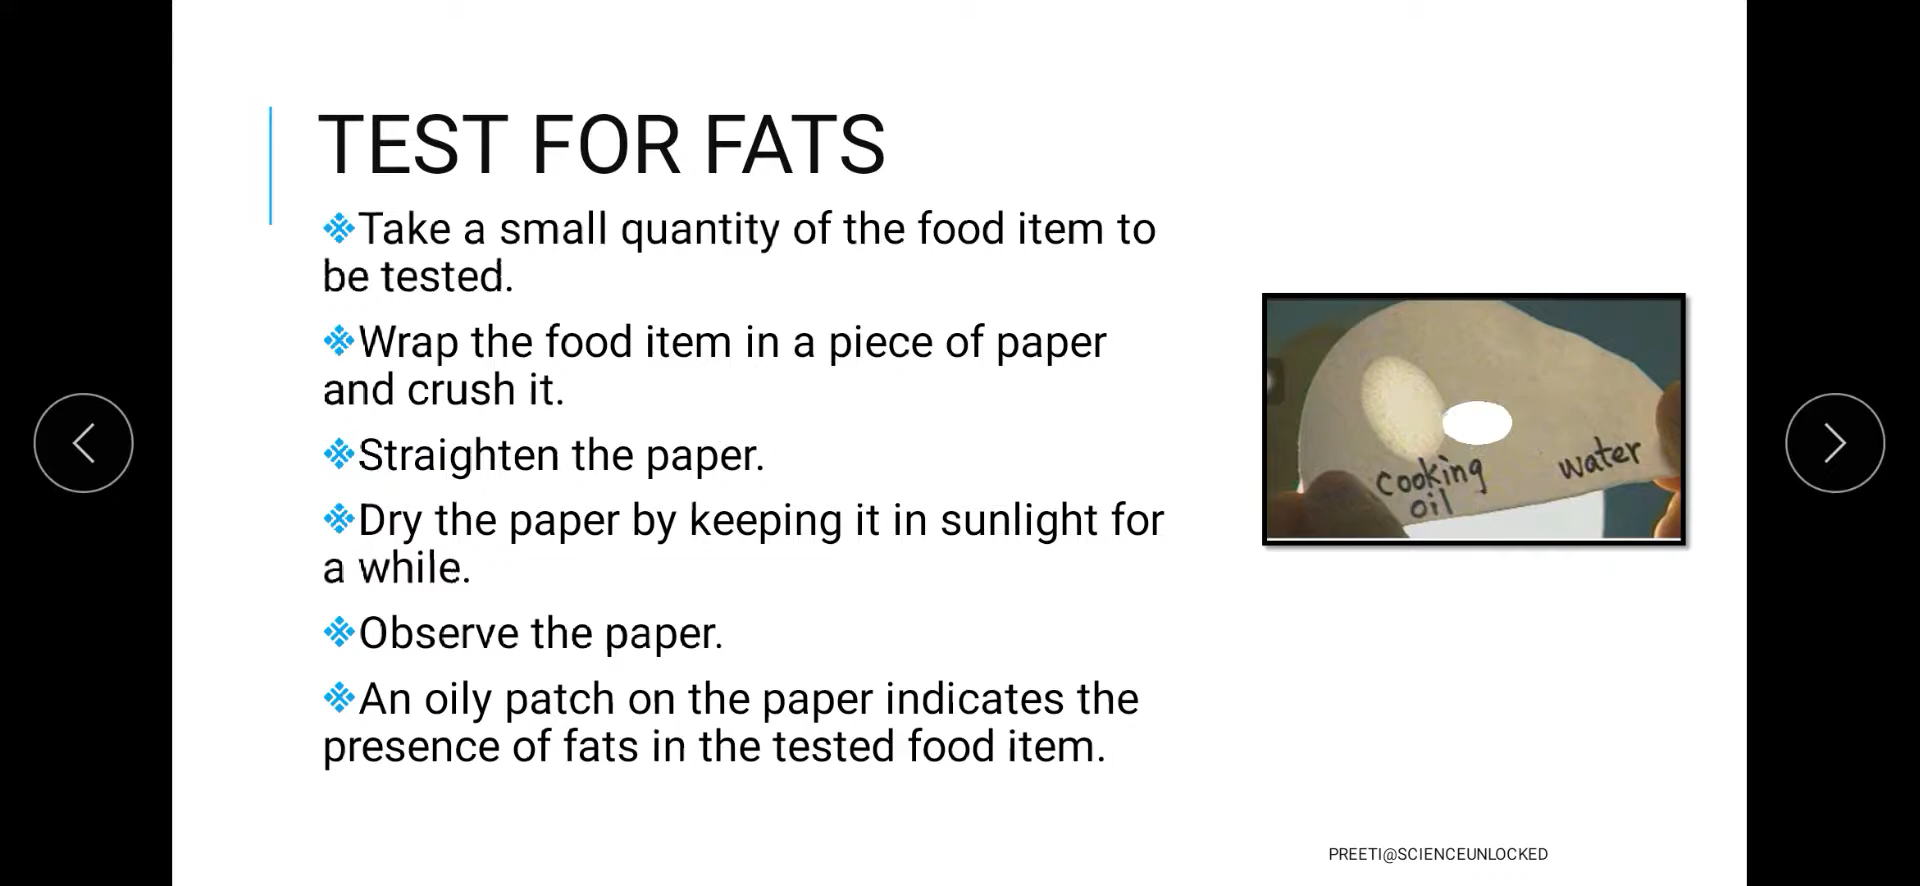 TEST FOR FATS
❖Take a small quantity of the food item to
be tested.
❖Wrap the food item in a piece of paper
and crush it.
❖Straighten the paper.
❖Dry the paper by keeping it in sunlight for
a while.
❖Observe the paper.
❖An oily patch on the paper indicates the
presence of fats in the tested food item.
cooking
oil
water
PREETI@SCIENCEUNLOCKED